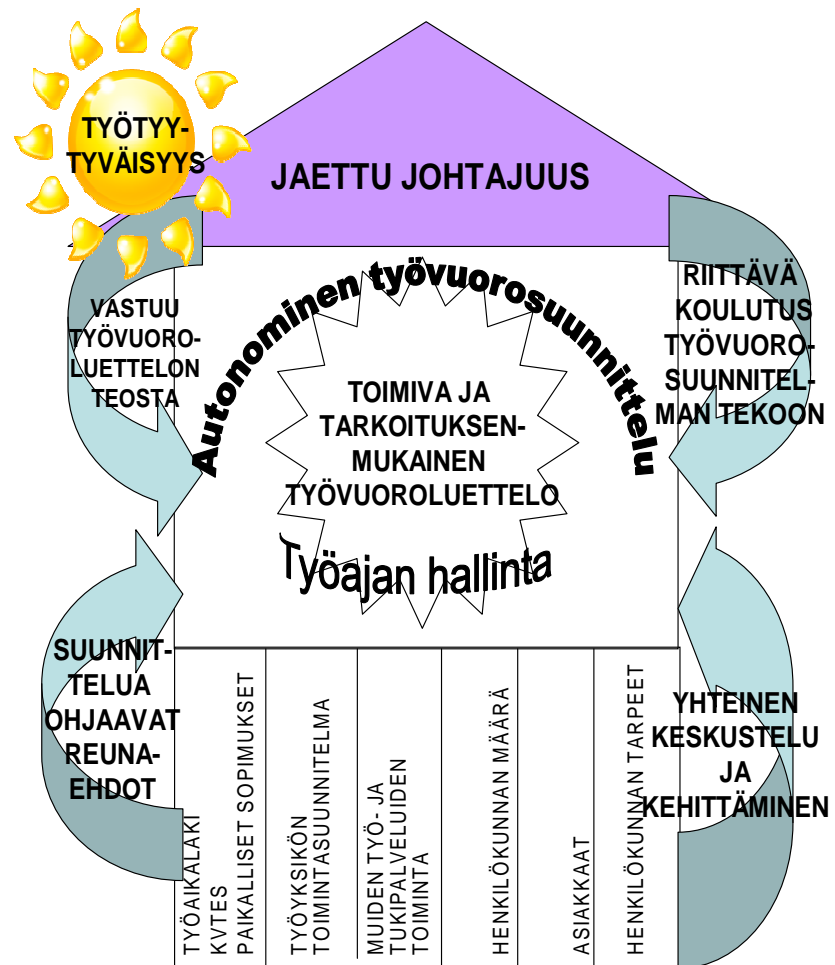 TYÖTYY-
TYVÄISYYS
JAETTU JOHTAJUUS
VASTUU
TYÖVUORO-
LUETTELON
TEOSTA
RIITTÄVÄ
KOULUTUS
TYÖVUORO-
SUUNNITEL-
MAN TEKOON
Autonominen työvuorosuunnittelu
TOIMIVA JA
TARKOITUKSEN-
MUKAINEN
TYÖVUOROLUETTELO
Työajan hallinta
SUUNNIT-
TELUA
OHJAAVAT
REUNA-
EHDOT
YHTEINEN
KESKUSTELU
JA
KEHITTÄMINEN
TYÖAIKALAKI
KVTES
PAIKALLISET SOPIMUKSET
TYÖYKSIKÖN
TOIMINTASUUNNITELMA
MUIDEN TYÖ- JA
TUKIPALVELUIDEN
TOIMINTA
HENKILÖKUNNAN MÄÄRÄ
ASIAKKAAT
HENKILÖKUNNAN TARPEET